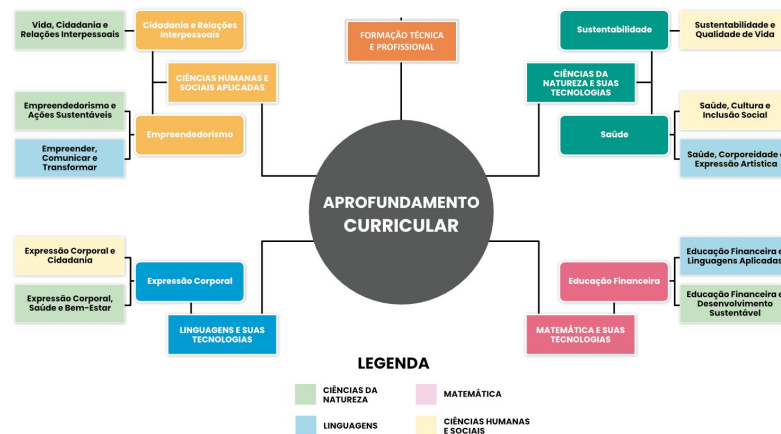 Vida, Cidadania e
Relações Interpessoais
Cidadania e Relações
Interpessoais
CIÊNCIAS HUMANAS E
SOCIAIS APLICADAS
Empreendedorismo e
Ações Sustentáveis
Empreender,
Comunicar e
Transformar
Empreendedorismo
FORMAÇÃO TÉCNICA
E PROFISSIONAL
Sustentabilidade
Sustentabilidade e
Qualidade de Vida
CIÊNCIAS DA
NATUREZA E SUAS
TECNOLOGIAS
Saúde
Saúde, Cultura e
Inclusão Social
Saúde, Corporeidade e
Expressão Artística
APROFUNDAMENTO
CURRICULAR
Expressão Corporal e
Cidadania
Expressão Corporal,
Saúde e Bem-Estar
Expressão Corporal
LINGUAGENS E SUAS
TECNOLOGIAS
Educação Financeira
Educação Financeira e
Linguagens Aplicadas
Educação Financeira e
Desenvolvimento
Sustentável
MATEMÁTICA E SUAS
TECNOLOGIAS
LEGENDA
CIÊNCIAS DA
NATUREZA
MATEMÁTICA
LINGUAGENS
CIÊNCIAS HUMANAS
E SOCIAIS